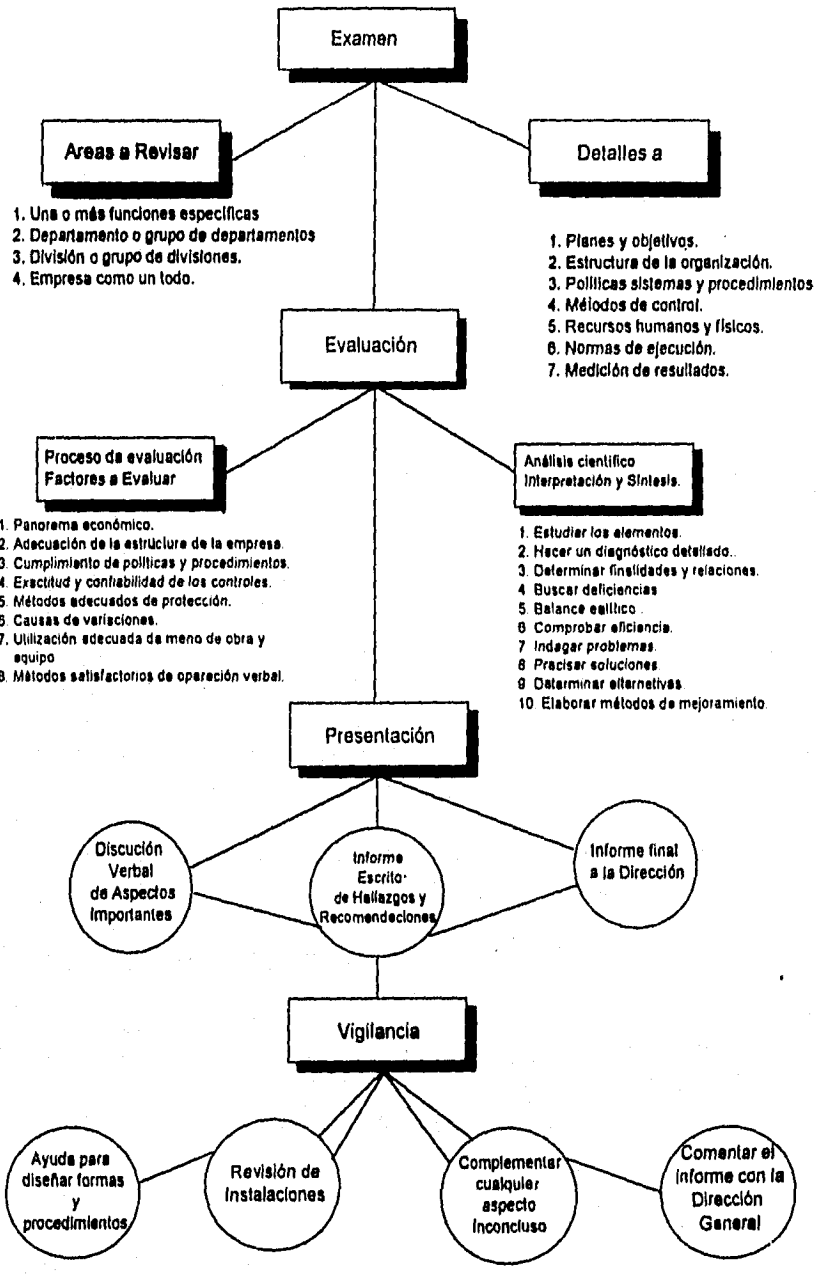 Examen
Areas a Revisar
1. Una o más funciones específicas
2. Departamento o grupo de departamentos
3. División o grupo de divisiones.
4. Empresa como un todo.
Detalles a
1. Planes y objetivos.
2. Estructura de la organización.
3. Políticas sistemas y procedimientos
4. Métodos de control.
5. Recursos humanos y físicos.
6. Normas de ejecución.
7. Medición de resultados.
Evaluación
Proceso de evaluación
Factores a Evaluar
1. Panorama económico.
2. Adecuación de la estructura de la empresa.
3. Cumplimiento de políticas y procedimientos.
4. Exactitud y confiabilidad de los controles.
5. Métodos adecuados de protección.
6. Causas de variaciones.
7. Utilización adecuada de mano de obra y
equipo
8. Métodos satisfactorios de operación verbal.
Análisis científico
Interpretación y Síntesis.
1. Estudiar los elementos.
2. Hacer un diagnóstico detallado.
3. Determinar finalidades y relaciones.
4 Buscar deficiencias
5. Balance
6 Comprobar eficiencia.
7 Indagar problemas.
8 Precisar soluciones
9 Determinar alternativas
10 Elaborar métodos de mejoramiento.
Presentación
Discución
Verbal
de Aspectos
Importantes
Informe
Escrito
de Hallazgos y
Recomendaciones
Informe final
a la Dirección
Vigilancia
Ayuda para
diseñar formas
y
procedimientos
Revisión de
Instalaciones
Complementar
cualquier
aspecto
Inconcluso
Comentar el
Informe con la
Dirección
General